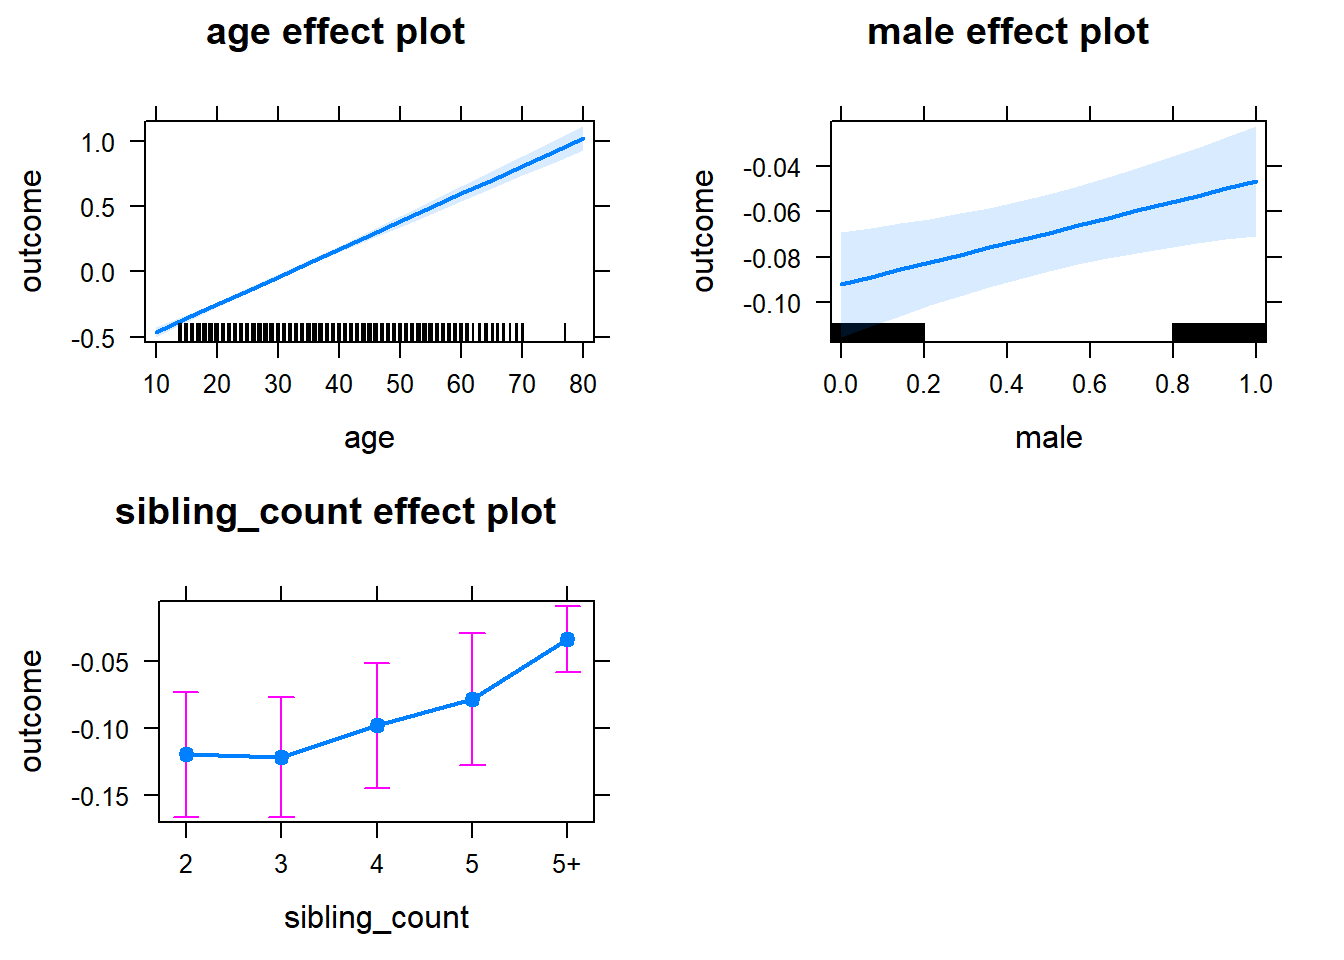 age effect plot
outcome
1.0
0.5
0.0
-0.5
10 20 30 40 50 60 70 80
age
male effect plot
outcome
-0.04
-0.06
-0.08
-0.10
0.0 0.2 0.4 0.6 0.8 1.0
male
sibling_count effect plot
outcome
-0.05
-0.10
-0.15
2 3 4 5 5+
sibling_count